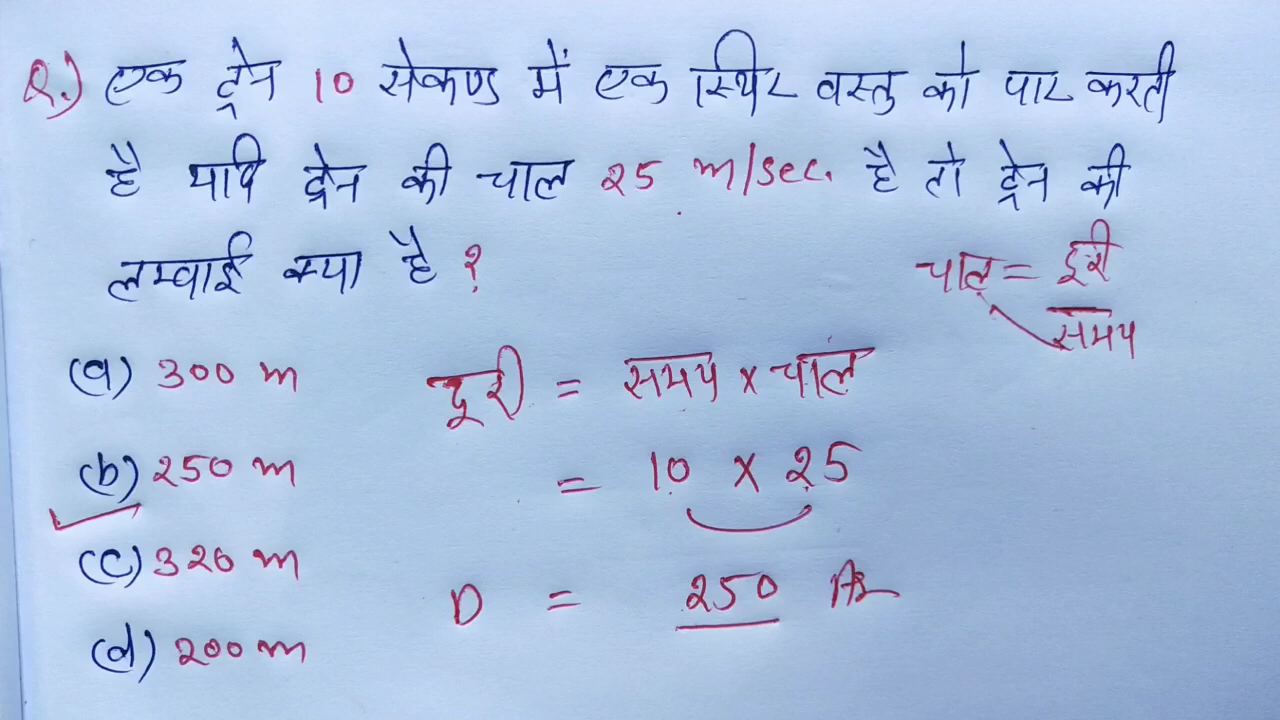 Q.) एक ट्रेन 10 सेकण्ड में एक स्थिर वस्तु को पार करती
है यदि ट्रेन की चाल 25 m/sec. है तो ट्रेन की
लम्बाई क्या है ?
चाल = दूरी
समय
(a) 300 m
दूरी = समय x चाल
(b) 250 m
= 10 x 25
(c) 320 m
D = 250 Ans
(d) 200 m